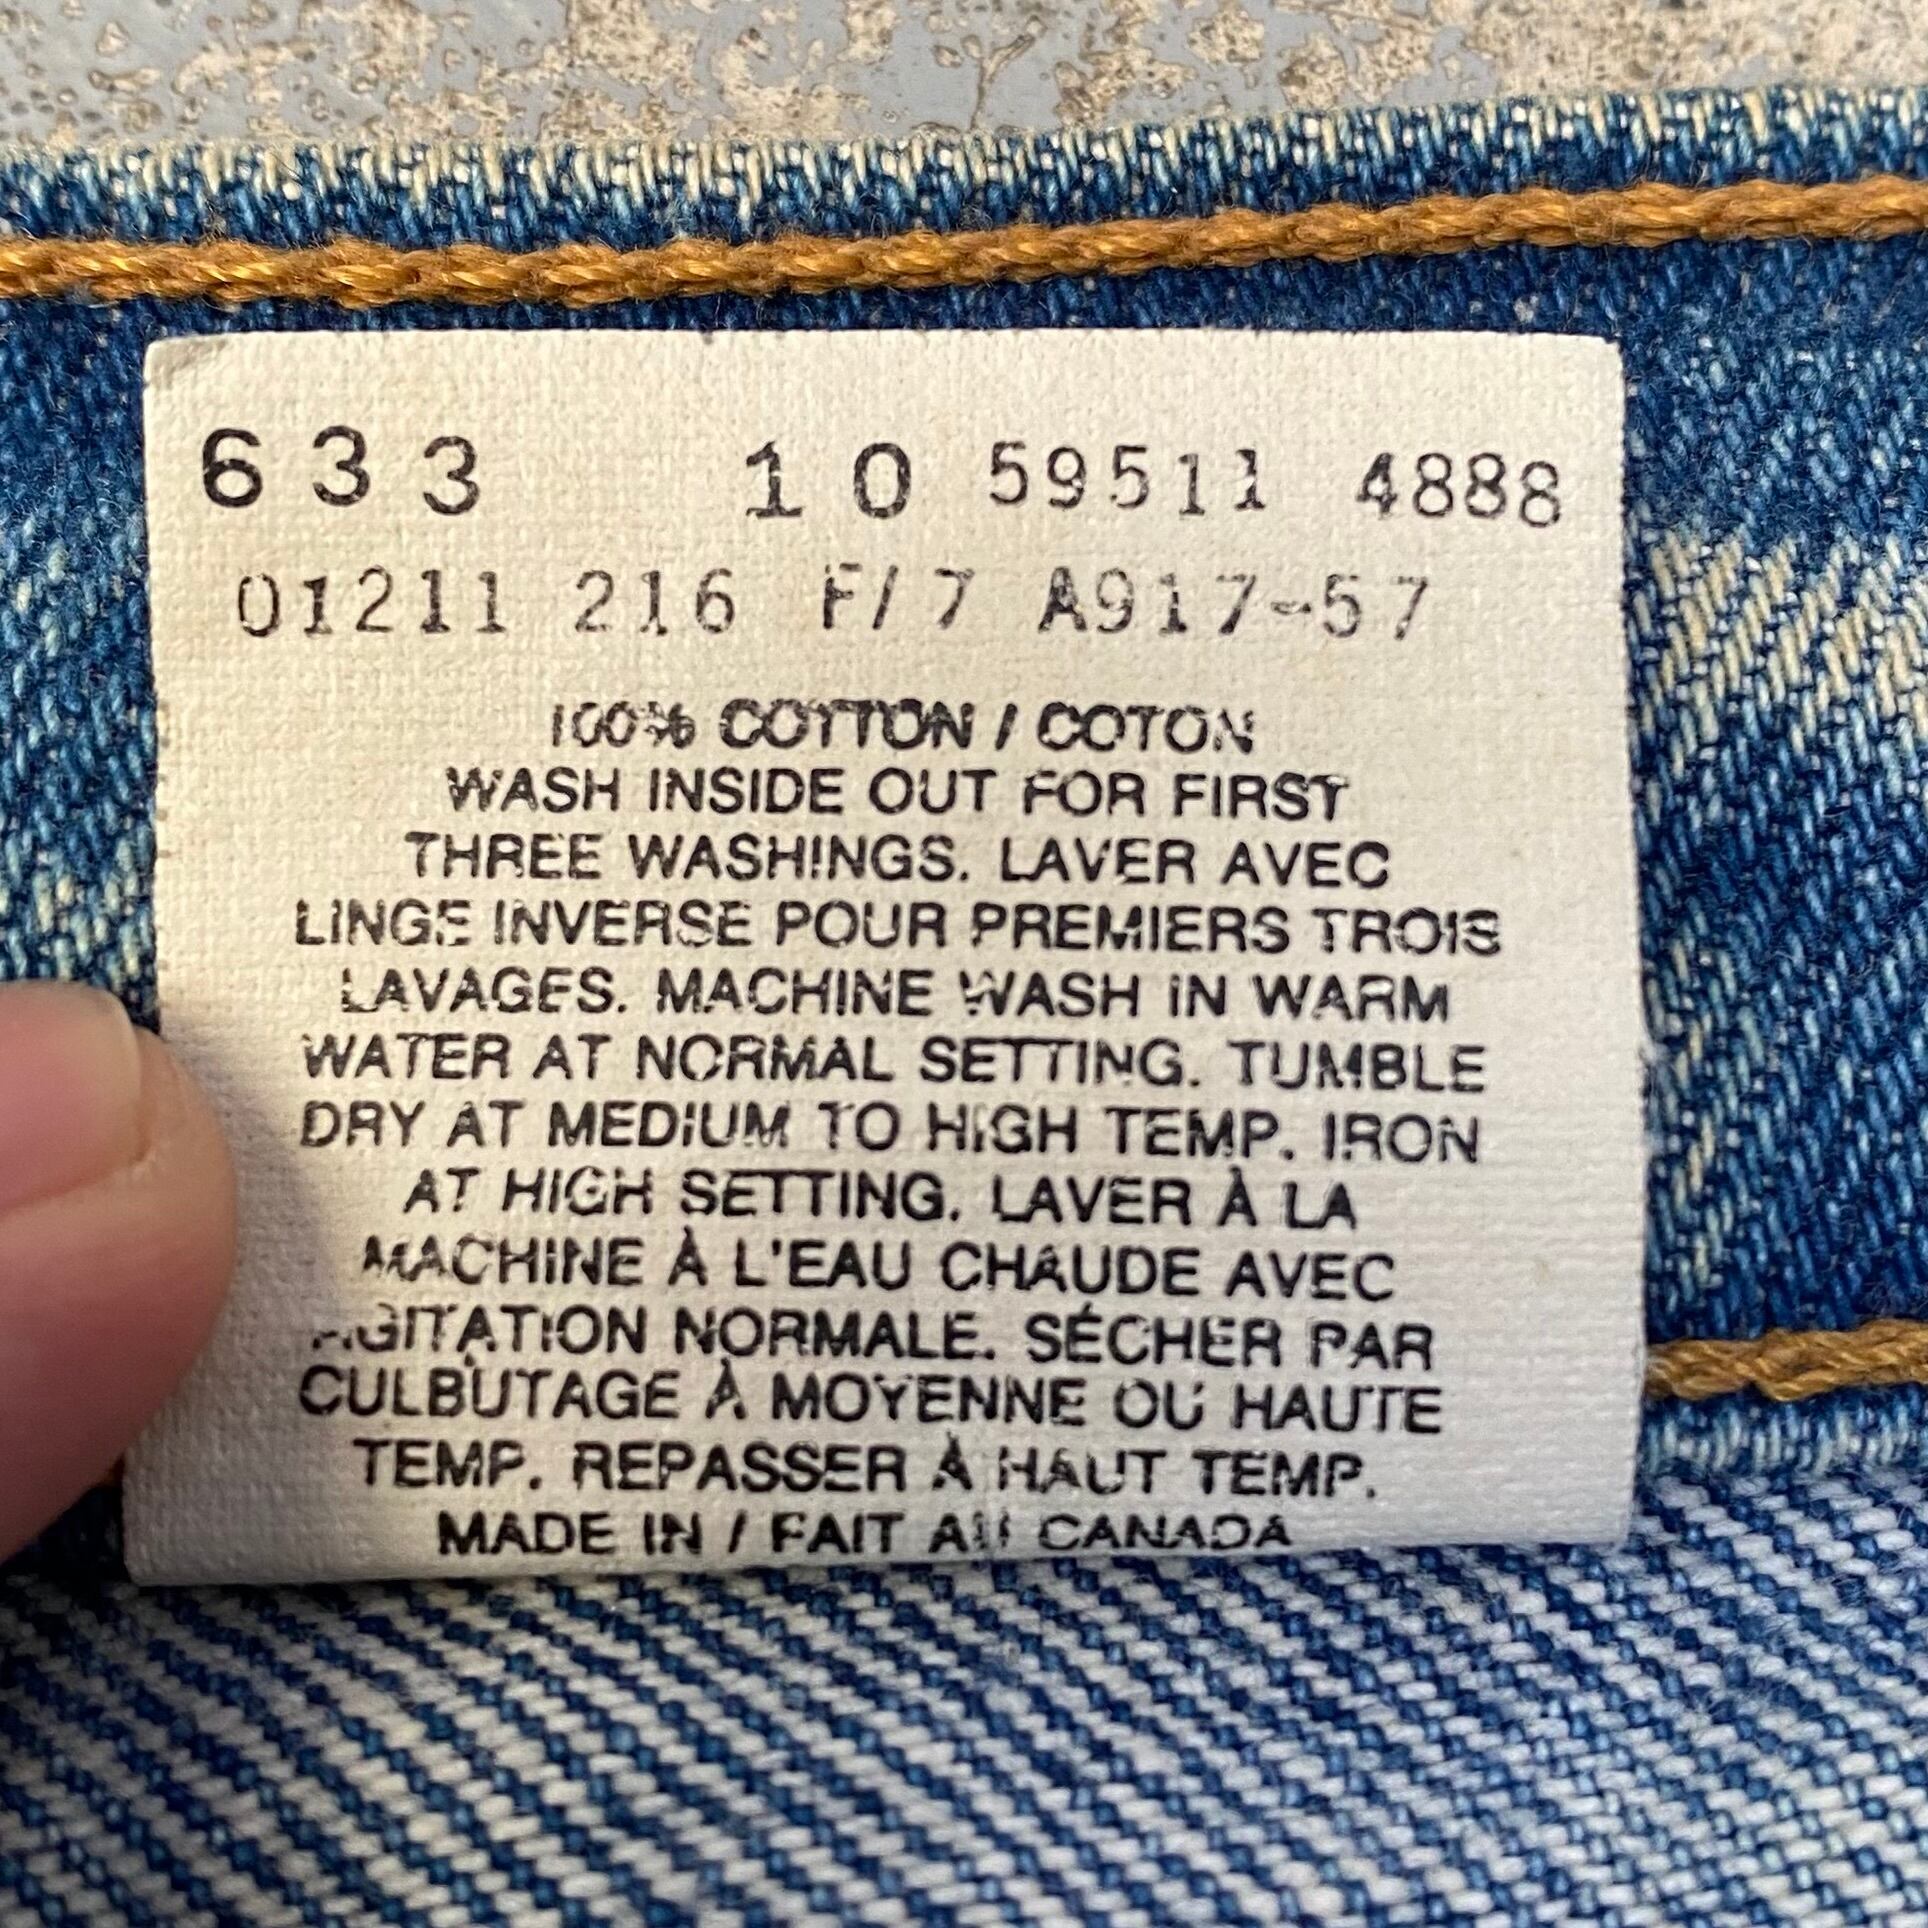 633 10 59511 4888
01211 216 F/7 A917-57
100% COTTON / COTON
WASH INSIDE OUT FOR FIRST
THREE WASHINGS. LAVER AVEC
LINGE INVERSE POUR PREMIERS TROIS
LAVAGES. MACHINE WASH IN WARM
WATER AT NORMAL SETTING. TUMBLE
DRY AT MEDIUM TO HIGH TEMP. IRON
AT HIGH SETTING. LAVER À LA
MACHINE À L'EAU CHAUDE AVEC
AGITATION NORMALE. SÉCHER PAR
CULBUTAGE À MOYENNE OU HAUTE
TEMP. REPASSER À HAUT TEMP.
MADE IN / FAIT AU CANADA